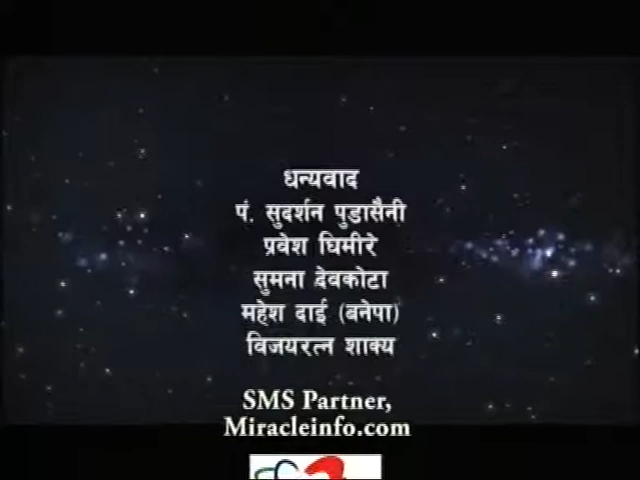 धन्यवाद
पं. सुदर्शन पुडासैनी
प्रवेश घिमीरे
सुमना देवकोटा
महेश दाई (बनेपा)
विजयरत्न शाक्य
SMS Partner,
Miracleinfo.com